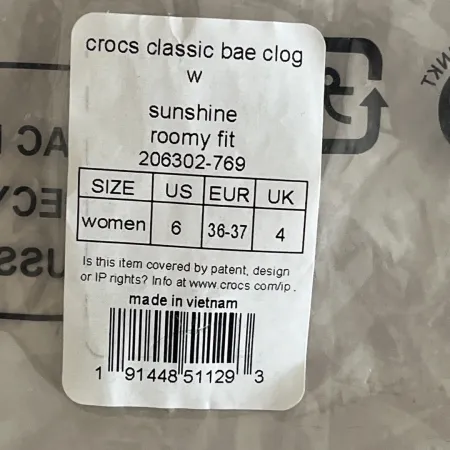 crocs classic bae clog
w
sunshine
roomy fit
206302-769
SIZE US EUR UK
women 6 36-37 4
Is this item covered by patent, design
or IP rights? Info at www.crocs.com/ip.
made in vietnam
1 91448 51129 3